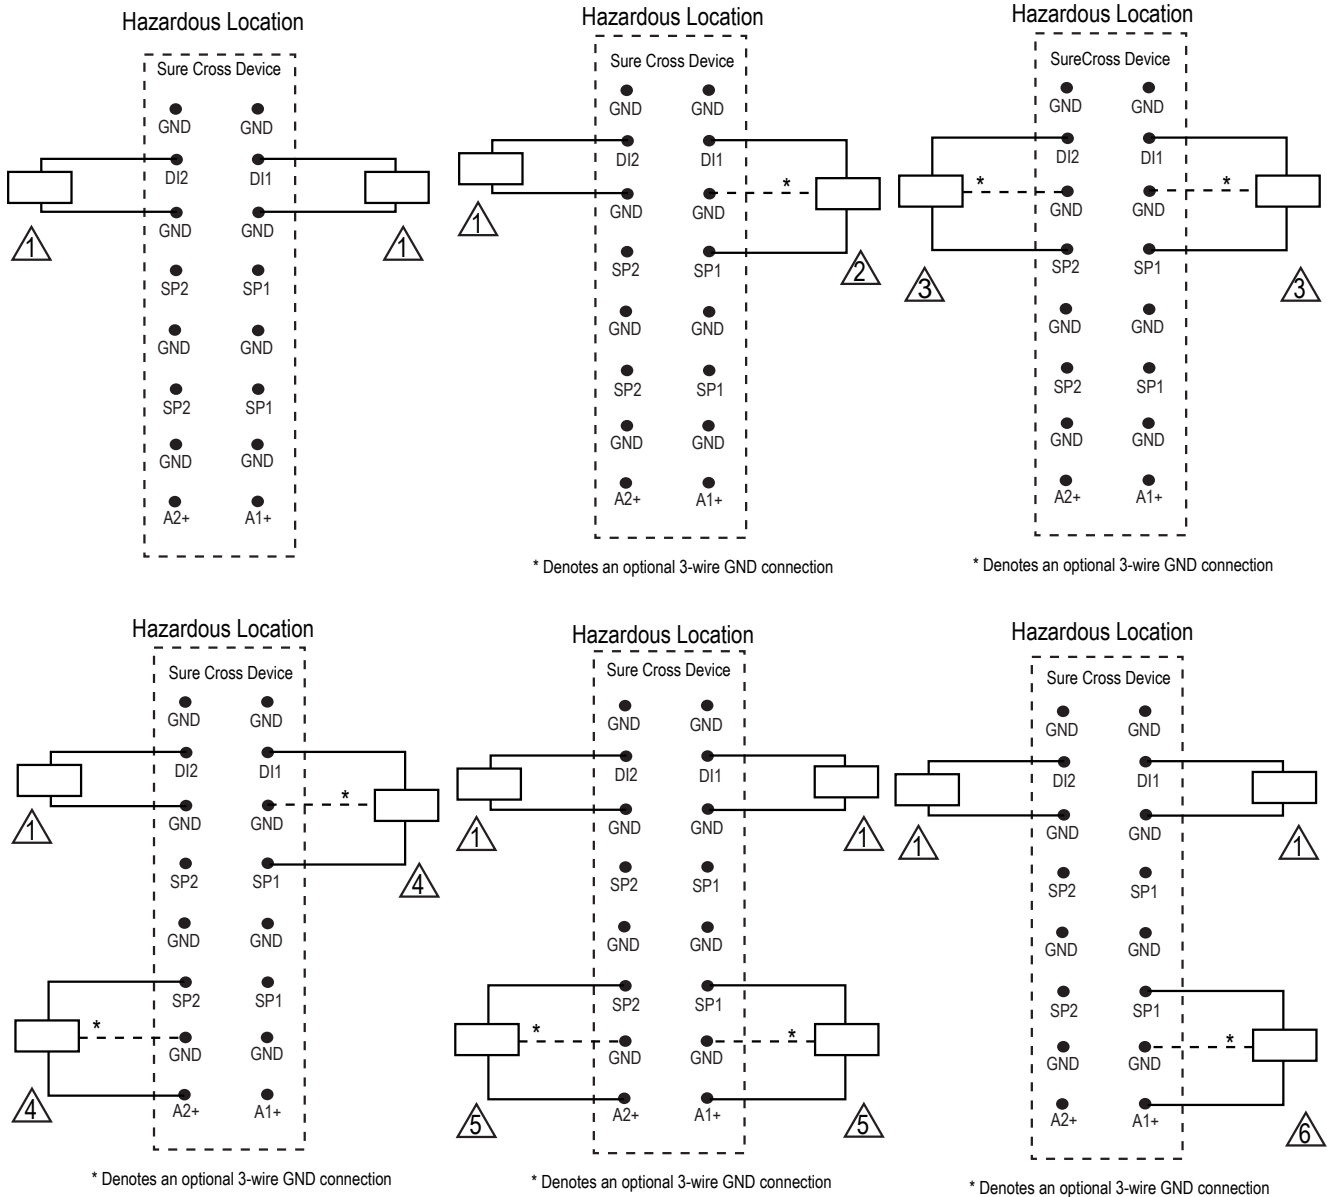 Hazardous Location
Sure Cross Device
GND GND
DI2 DI1
GND GND
SP2 SP1
GND GND
SP2 SP1
GND GND
A2+ A1+
1 1
Hazardous Location
Sure Cross Device
GND GND
DI2 DI1
*
GND GND
SP2 SP1
GND GND
SP2 SP1
GND GND
A2+ A1+
1 2
* Denotes an optional 3-wire GND connection
Hazardous Location
SureCross Device
GND GND
DI2 DI1
* *
GND GND
SP2 SP1
GND GND
SP2 SP1
GND GND
A2+ A1+
3 3
* Denotes an optional 3-wire GND connection
Hazardous Location
Sure Cross Device
GND GND
DI2 DI1
*
GND GND
1
SP2 SP1
4
GND GND
SP2 SP1
*
GND GND
A2+ A1+
4
* Denotes an optional 3-wire GND connection
Hazardous Location
Sure Cross Device
GND GND
DI2 DI1
GND GND
1 1
SP2 SP1
GND GND
SP2 SP1
* *
GND GND
A2+ A1+
5 5
* Denotes an optional 3-wire GND connection
Hazardous Location
Sure Cross Device
GND GND
DI2 DI1
GND GND
1 1
SP2 SP1
GND GND
SP2 SP1
*
GND GND
A2+ A1+
6
* Denotes an optional 3-wire GND connection